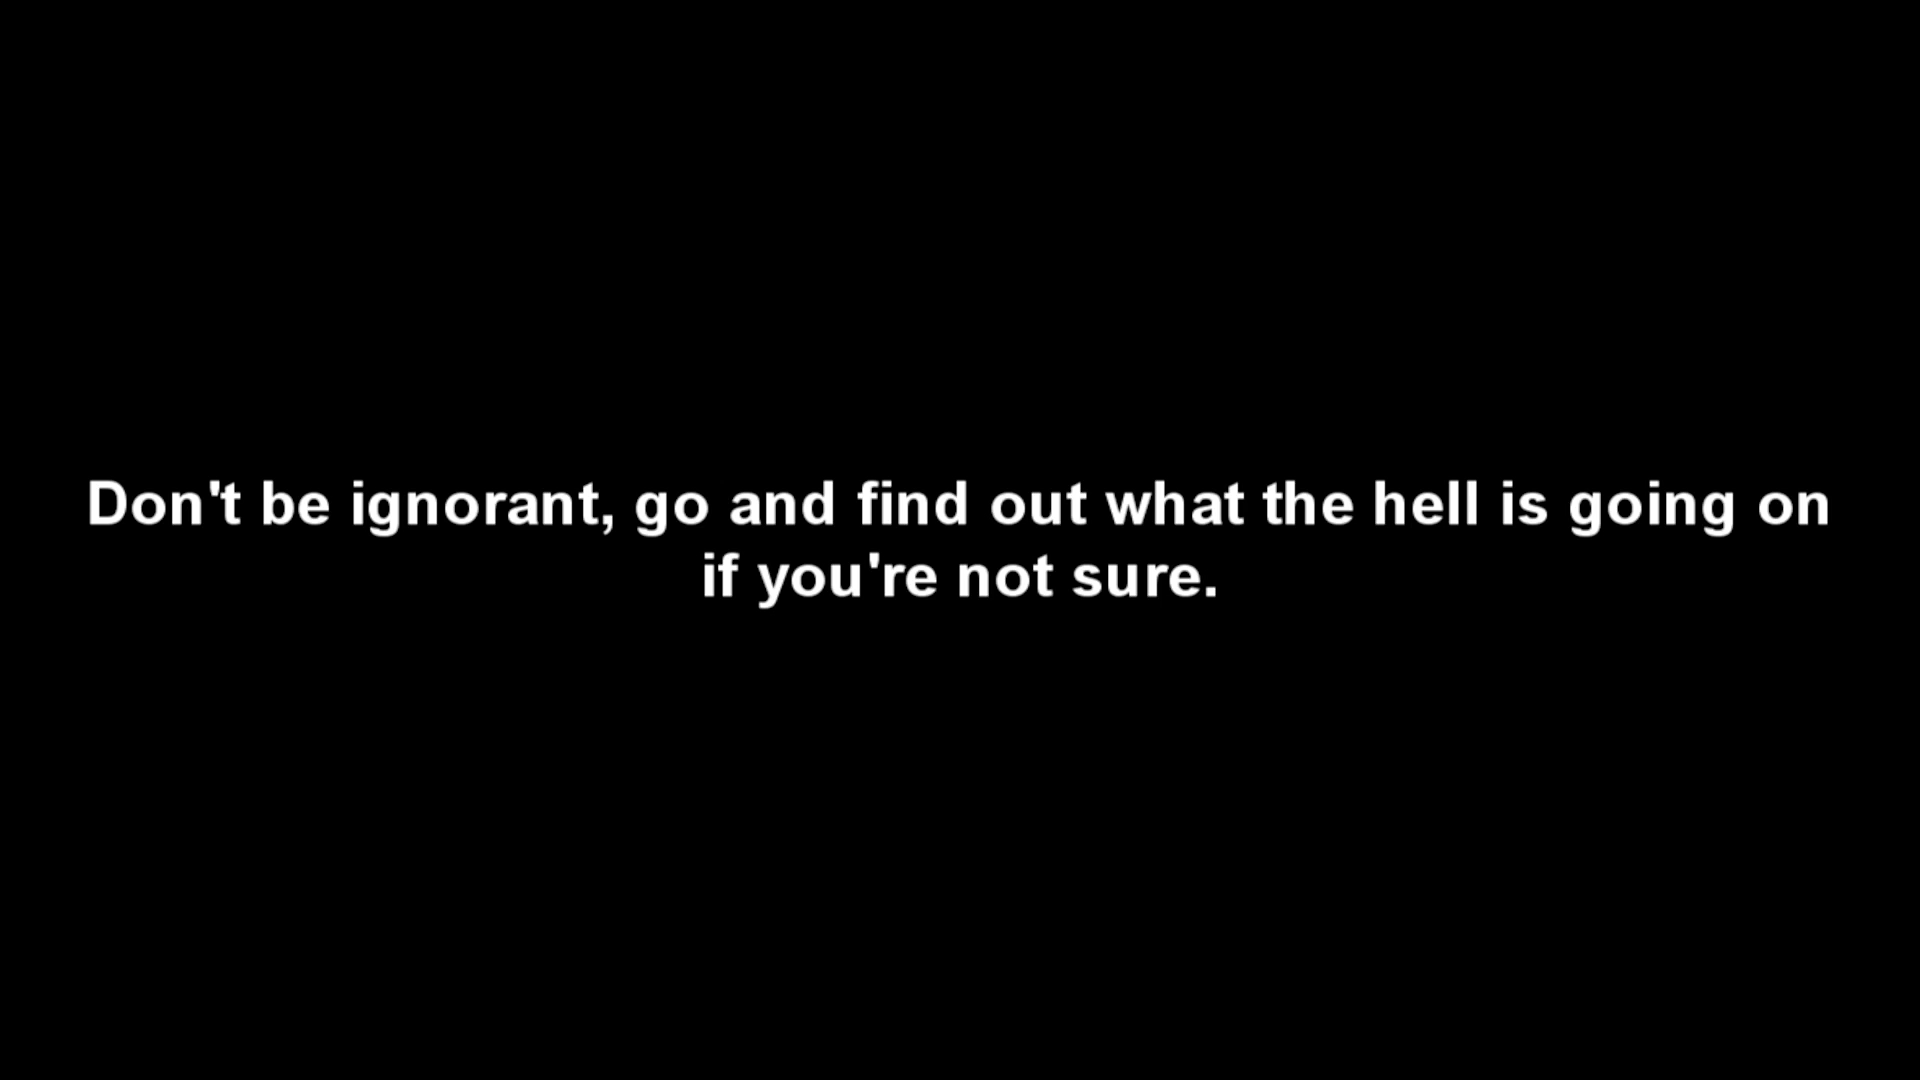 Don't be ignorant, go and find out what the hell is going on
if you're not sure.